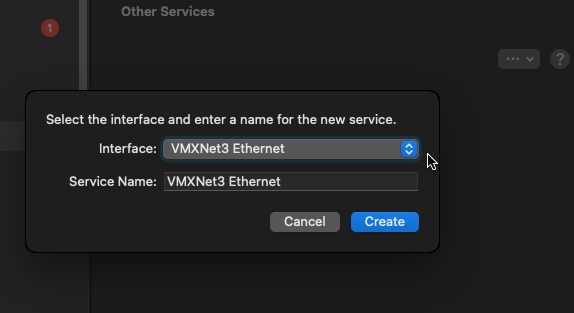 Other Services
1
... ?
Select the interface and enter a name for the new service.
Interface: VMXNet3 Ethernet
Service Name: VMXNet3 Ethernet
Cancel Create